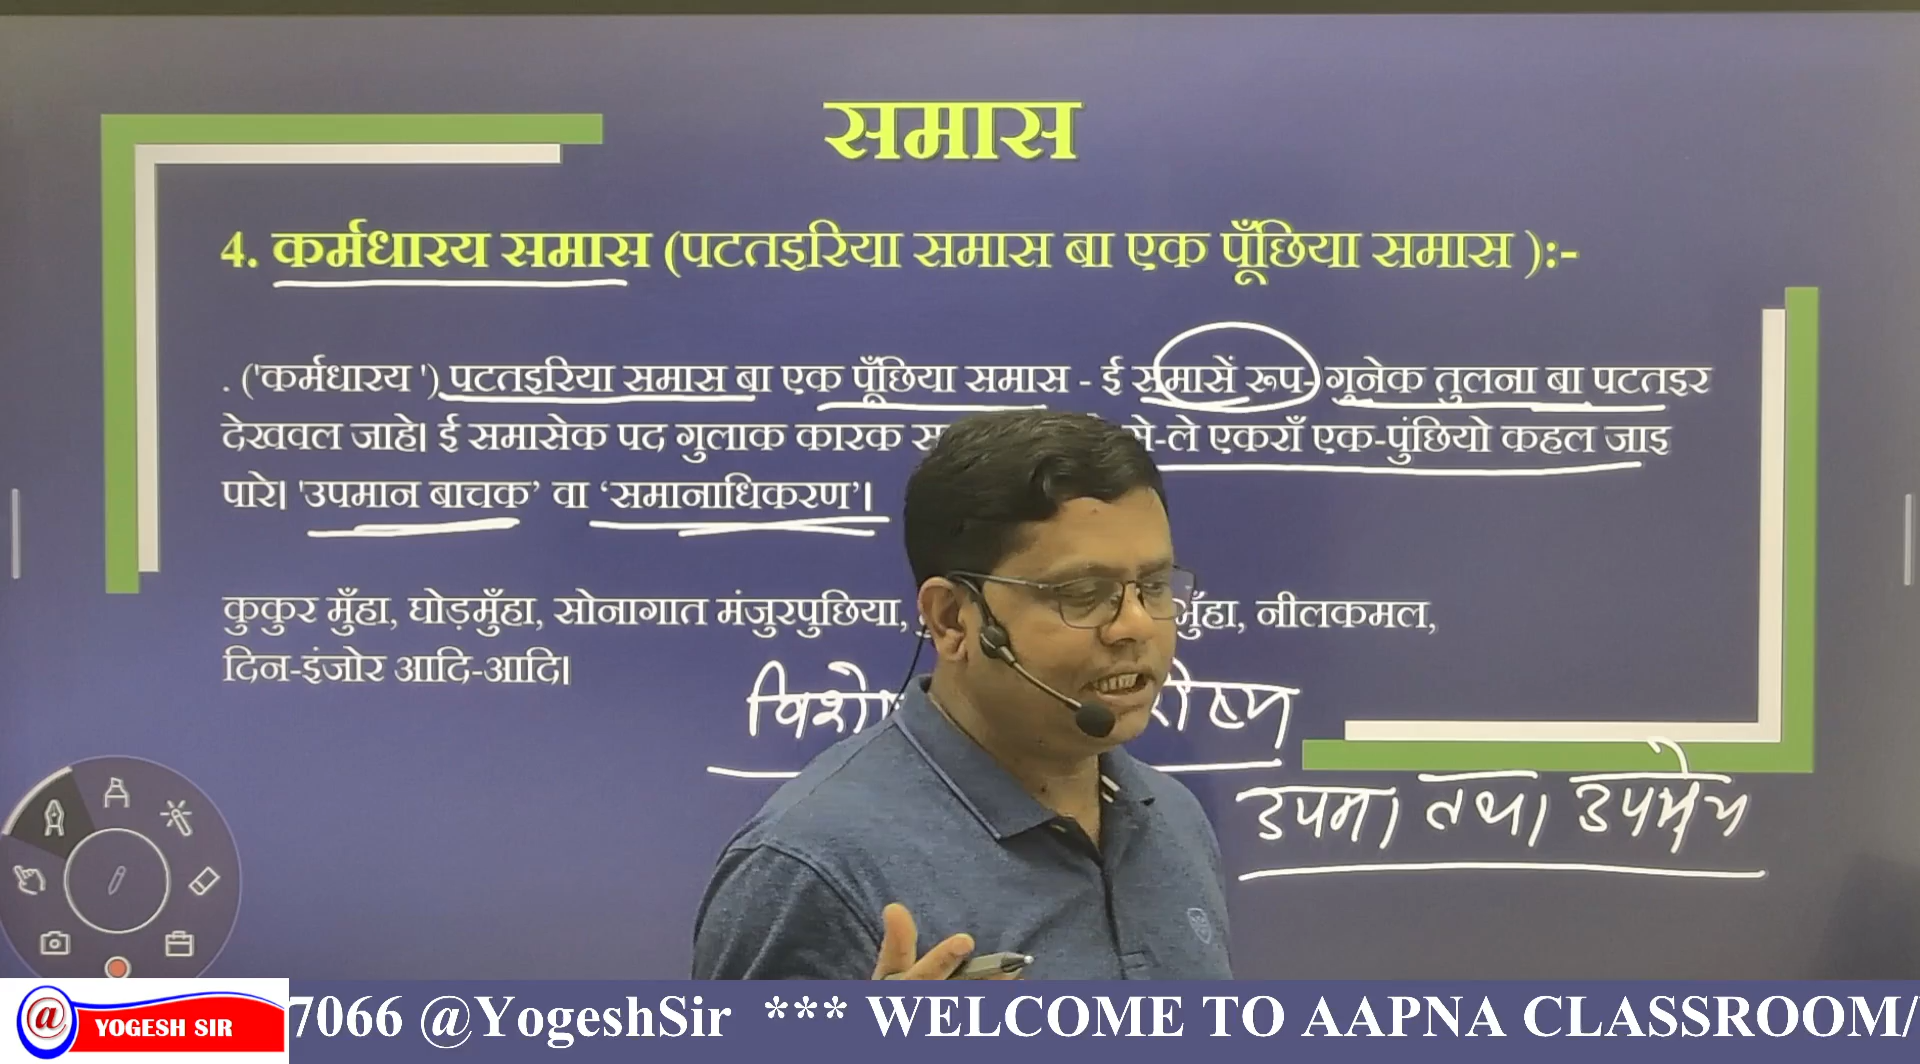 समास
4. कर्मधारय समास (पटतइरिया समास बा एक पूँछिया समास ):-
. ('कर्मधारय ') पटतइरिया समास बा एक पूँछिया समास - ई समासें रूप- गुनेक तुलना बा पटतइर
देखवल जाहे। ई समासेक पद गुलाक कारक से-ले एकराँ एक-पुंछियो कहल जाइ
पारे। 'उपमान बाचक’ वा ‘समानाधिकरण’।
कुकुर मुँहा, घोड़मुँहा, सोनागात मंजुरपुछिया, मुँहा, नीलकमल,
दिन-इंजोर आदि-आदि।
उपमा तथा उपमेय
@ YOGESH SIR
7066 @YogeshSir *** WELCOME TO AAPNA CLASSROOM/